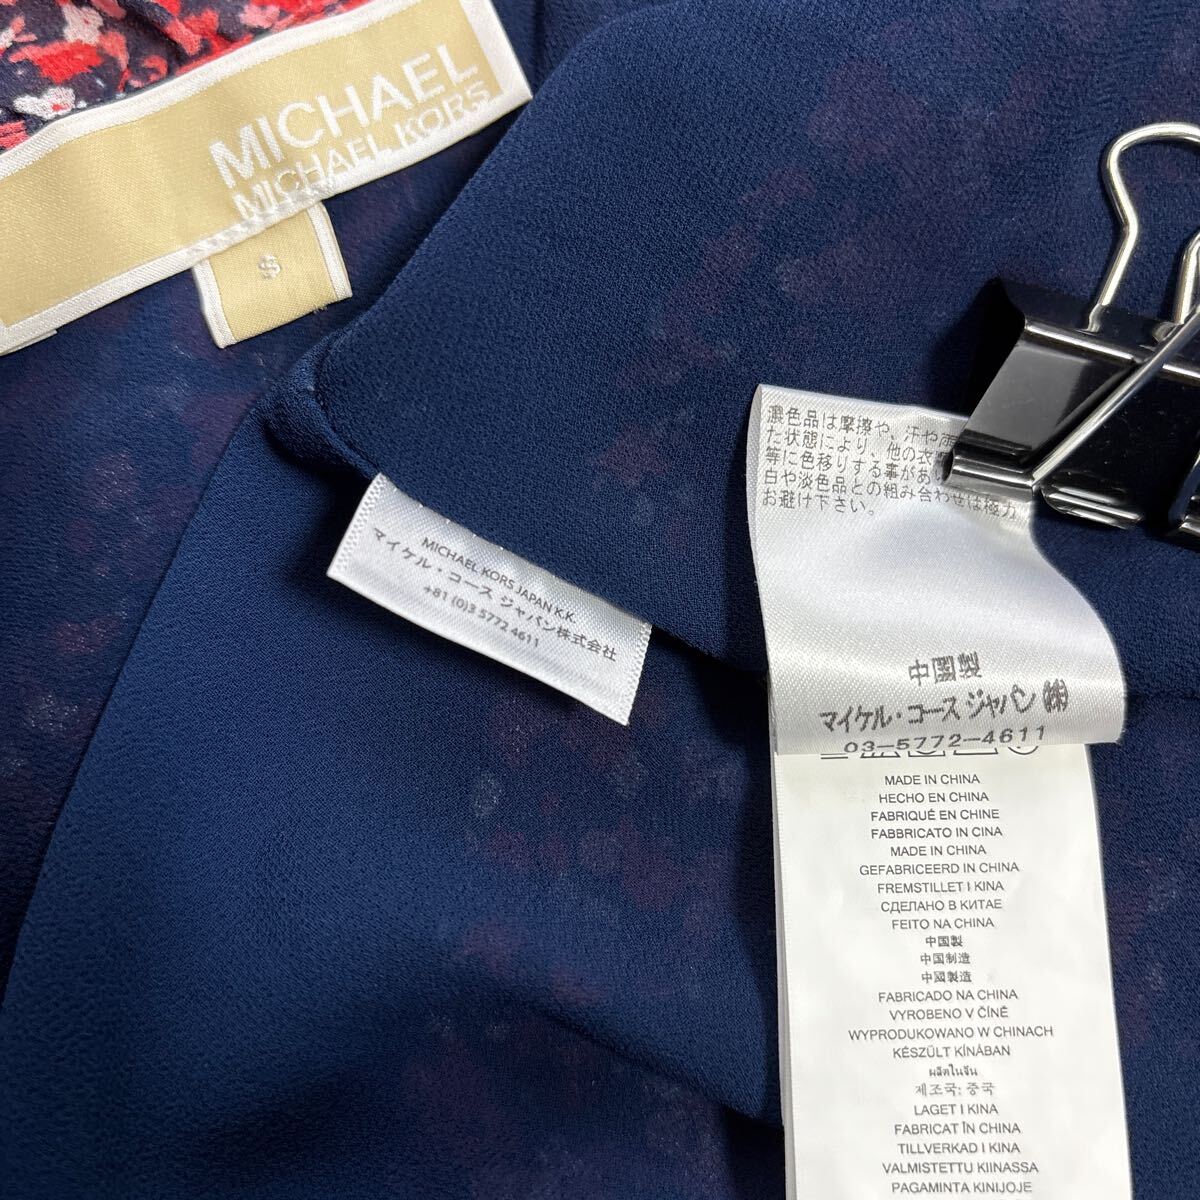 MICHAEL
MICHAEL KORS
S
MICHAEL KORS JAPAN K.K.
マイケル・コース ジャパン株式会社
+81 (0)3 5772 4611
濃色品は摩擦や、汗や
た状態により、他の衣
等に色移りする事があ
白や淡色品との組み合わせは極力
お避け下さい。
中国製
マイケル・コース ジャパン(株)
03-5772-4611
MADE IN CHINA
HECHO EN CHINA
FABRIQUÉ EN CHINE
FABBRICATO IN CINA
MADE IN CHINA
GEFABRICEERD IN CHINA
FREMSTILLET I KINA
СДЕЛАНО В КИТАЕ
FEITO NA CHINA
中国製
中国制造
中國製造
FABRICADO NA CHINA
VYROBENO V ČÍNĚ
WYPRODUKOWANO W CHINACH
KÉSZÜLT KÍNÁBAN
ผลิตในจีน
제조국: 중국
LAGET I KINA
FABRICAT ÎN CHINA
TILLVERKAD I KINA
VALMISTETTU KIINASSA
PAGAMINTA KINIJOJE